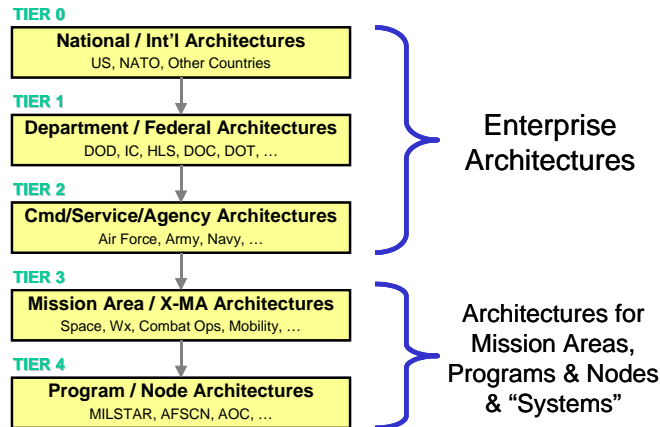 TIER 0
National / Int'l Architectures
US, NATO, Other Countries
TIER 1
Department / Federal Architectures
DOD, IC, HLS, DOC, DOT, ...
TIER 2
Cmd/Service/Agency Architectures
Air Force, Army, Navy, ...
Enterprise
Architectures
TIER 3
Mission Area / X-MA Architectures
Space, Wx, Combat Ops, Mobility, ...
TIER 4
Program / Node Architectures
MILSTAR, AFSCN, AOC, ...
Architectures for
Mission Areas,
Programs & Nodes
& “Systems”